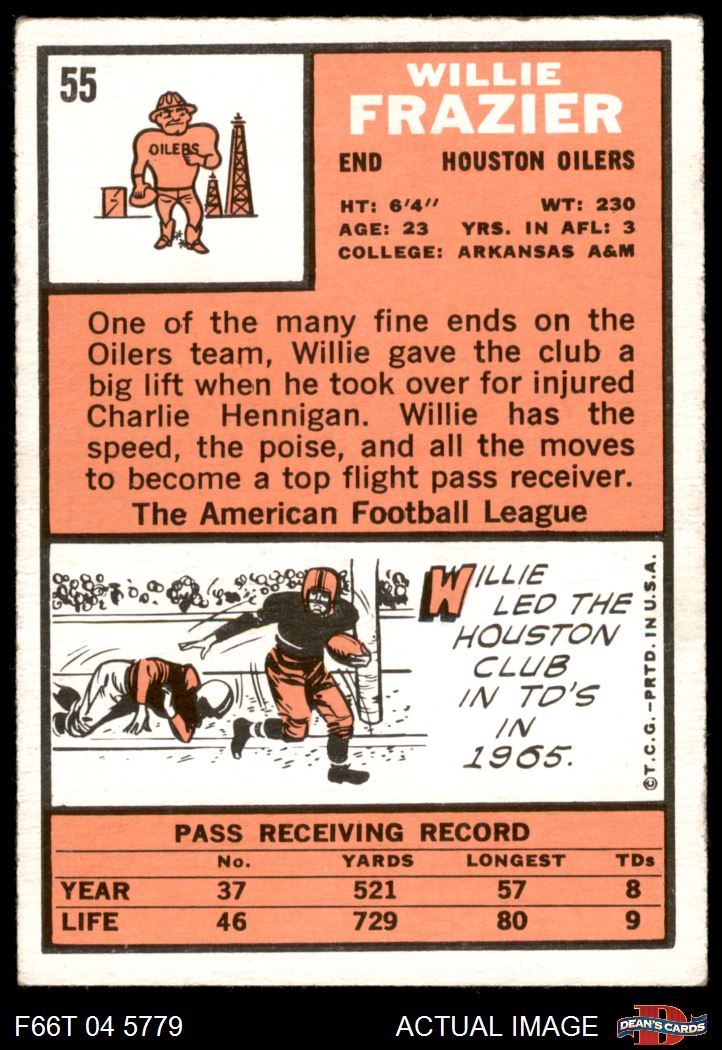 55
OILERS
WILLIE
FRAZIER
END HOUSTON OILERS
HT: 6'4" WT: 230
AGE: 23 YRS. IN AFL: 3
COLLEGE: ARKANSAS A&M
One of the many fine ends on the
Oilers team, Willie gave the club a
big lift when he took over for injured
Charlie Hennigan. Willie has the
speed, the poise, and all the moves
to become a top flight pass receiver.
The American Football League
WILLIE
LED THE
HOUSTON
CLUB
IN TD'S
IN
1965.
©T.C.G.—PRTD. IN U.S.A.
PASS RECEIVING RECORD
No. YARDS LONGEST TDs
YEAR 37 521 57 8
LIFE 46 729 80 9
F66T 04 5779 ACTUAL IMAGE
D
DEAN'S CARDS